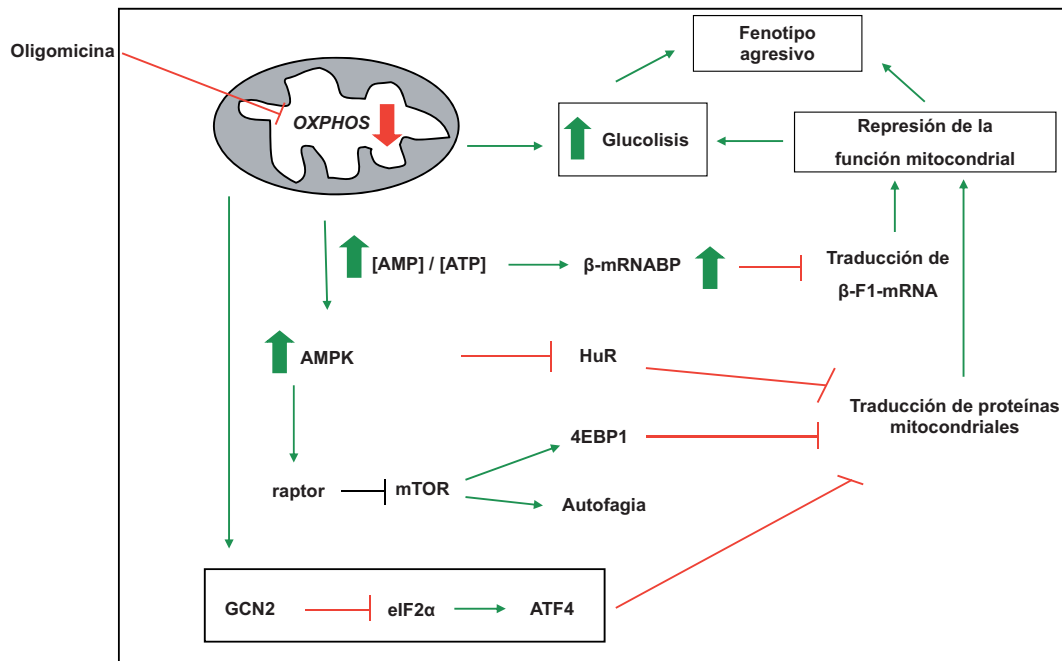 Oligomicina
Fenotipo
agresivo
OXPHOS
Glucolisis
Represión de la
función mitocondrial
[AMP] / [ATP]
β-mRNABP
Traducción de
β-F1-mRNA
AMPK
HuR
Traducción de proteínas
mitocondriales
4EBP1
raptor
mTOR
Autofagia
GCN2
eIF2α
ATF4